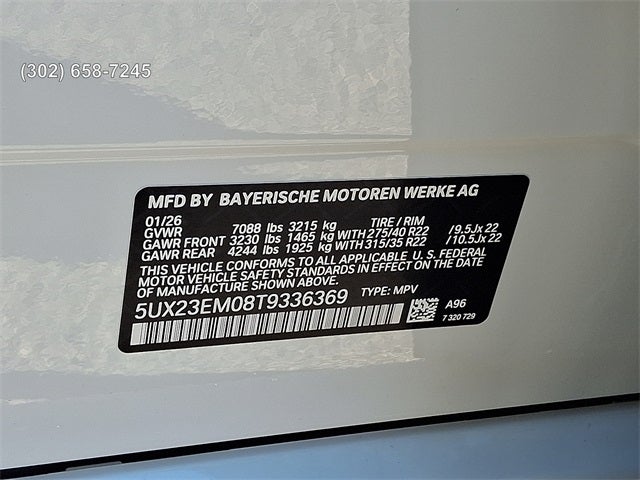 (302) 658-7245
MFD BY BAYERISCHE MOTOREN WERKE AG
01/26 TIRE / RIM
GVWR 7088 lbs 3215 kg
GAWR FRONT 3230 lbs 1465 kg WITH 275/40 R22 / 9.5Jx 22
GAWR REAR 4244 lbs 1925 kg WITH 315/35 R22 / 10.5Jx 22
THIS VEHICLE CONFORMS TO ALL APPLICABLE U.S. FEDERAL
MOTOR VEHICLE SAFETY STANDARDS IN EFFECT ON THE DATE
OF MANUFACTURE SHOWN ABOVE.
5UX23EM08T9336369 TYPE: MPV
A96
7 320 729